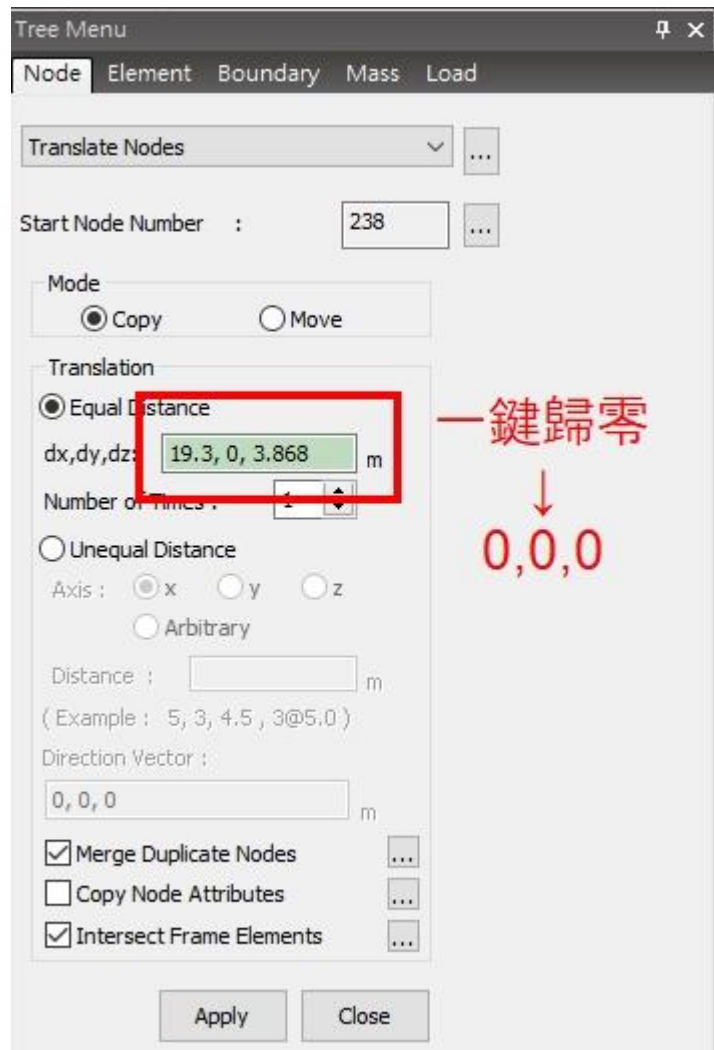 Tree Menu
Node Element Boundary Mass Load
Translate Nodes
...
Start Node Number : 238 ...
Mode
Copy Move
Translation
Equal Distance
dx,dy,dz: 19.3, 0, 3.868 m
Number of Times : 1
一鍵歸零
↓
0,0,0
Unequal Distance
Axis : x y z
Arbitrary
Distance : m
( Example : 5, 3, 4.5 , 3@5.0 )
Direction Vector :
0, 0, 0 m
Merge Duplicate Nodes ...
Copy Node Attributes ...
Intersect Frame Elements ...
Apply Close